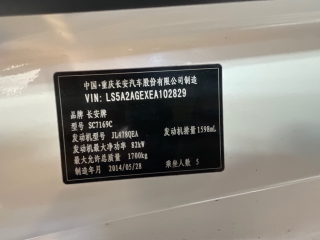 中国·重庆长安汽车股份有限公司制造
VIN: LS5A2AGEXEA102829
品牌 长安牌
型号 SC7169C
发动机型号 JL478QEA 发动机排量 1598mL
发动机最大净功率 82kW
最大允许总质量 1700kg
制造年月 2014/05/28 乘坐人数 5